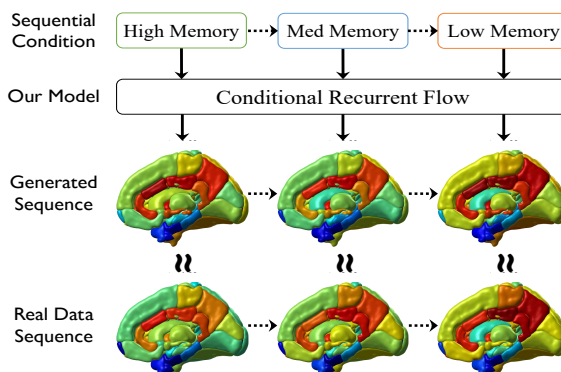 Sequential
Condition
High Memory
Med Memory
Low Memory
Our Model
Conditional Recurrent Flow
Generated
Sequence
≈
≈
≈
Real Data
Sequence